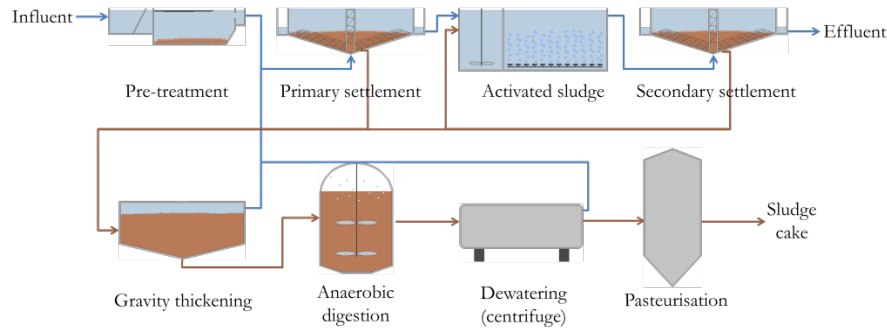 Influent
Effluent
Pre-treatment
Primary settlement
Activated sludge
Secondary settlement
Sludge
cake
Gravity thickening
Anaerobic
digestion
Dewatering
(centrifuge)
Pasteurisation